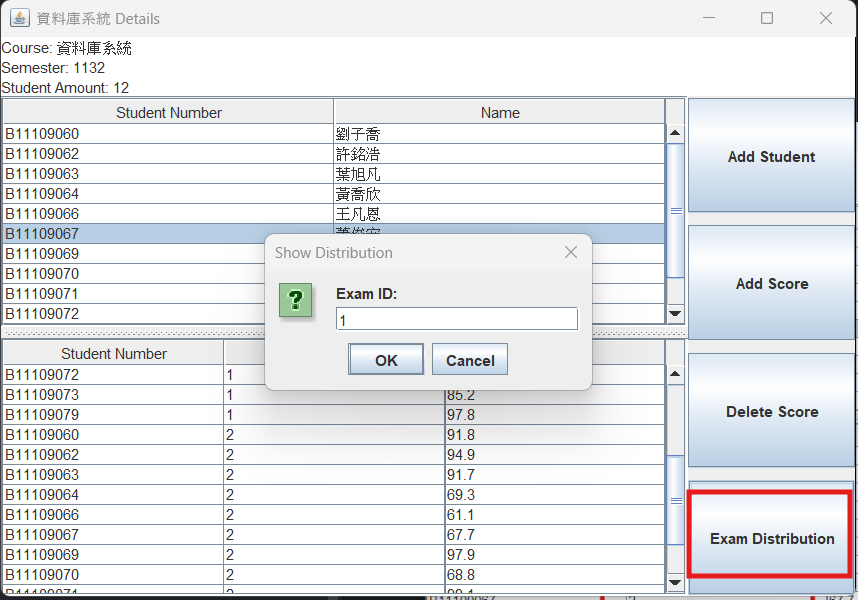 資料庫系統 Details
Course: 資料庫系統
Semester: 1132
Student Amount: 12
Student Number Name
B11109060 劉子喬
B11109062 許銘浩
B11109063 葉旭凡
B11109064 黃喬欣
B11109066 王凡恩
B11109067
B11109069
B11109070
B11109071
B11109072
Show Distribution
Exam ID:
1
OK Cancel
Student Number
B11109072 1
B11109073 1 85.2
B11109079 1 97.8
B11109060 2 91.8
B11109062 2 94.9
B11109063 2 91.7
B11109064 2 69.3
B11109066 2 61.1
B11109067 2 67.7
B11109069 2 97.9
B11109070 2 68.8
Add Student
Add Score
Delete Score
Exam Distribution